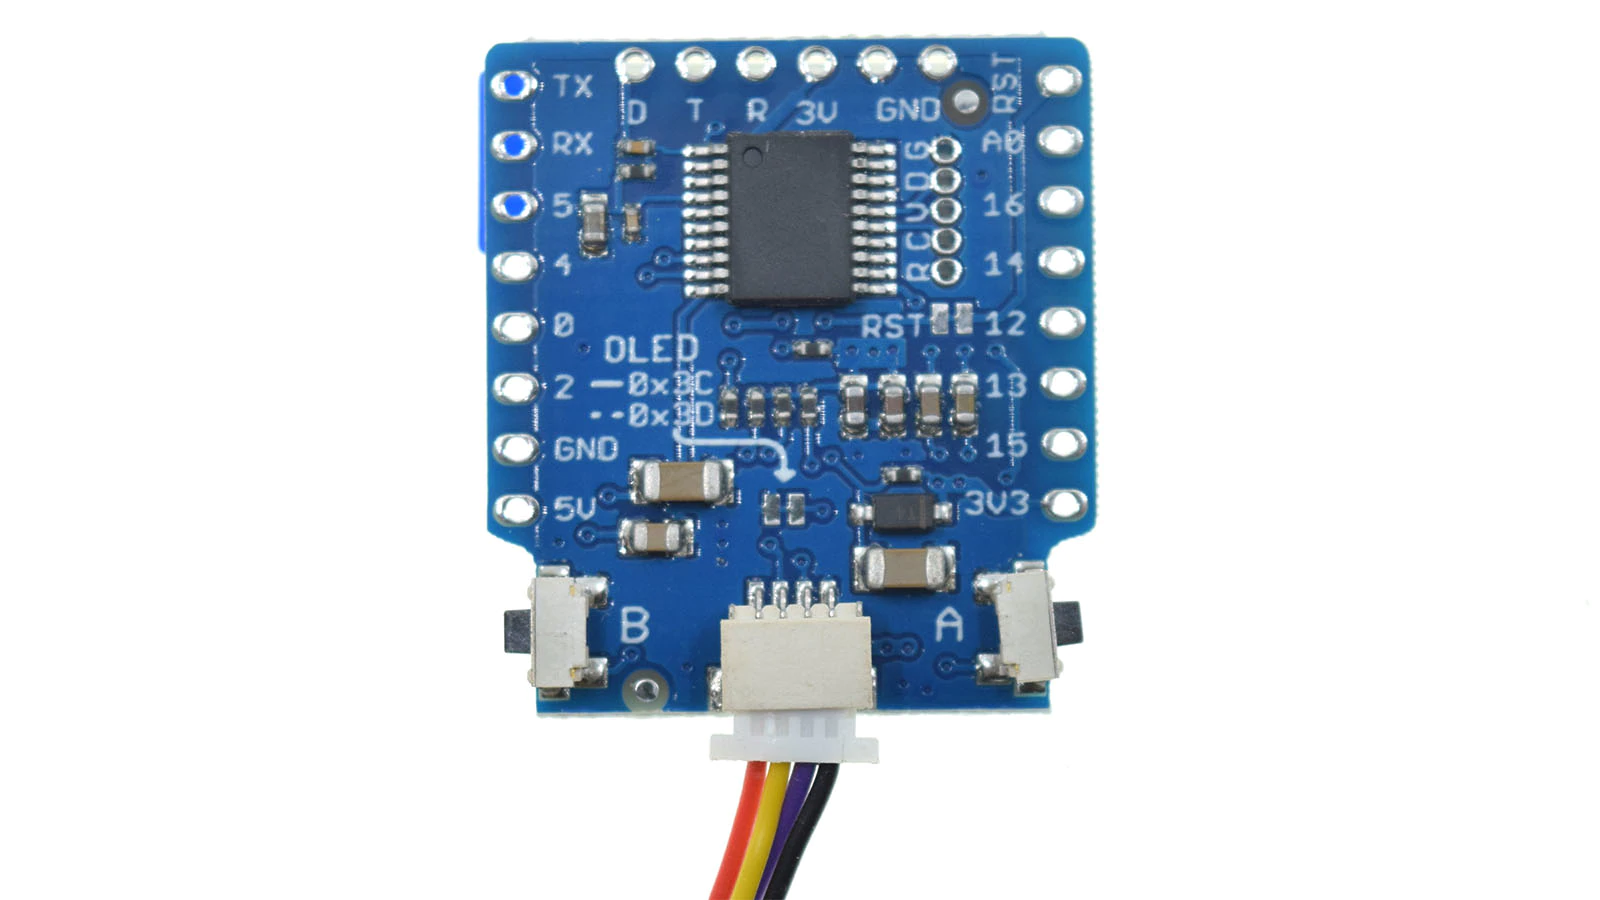 TX
RX
5
4
0
2
GND
5V
D T R 3V GND
RST
A0
16
14
12
13
15
3V3
G
D
V
C
R
RST
OLED
0x3C
0x3D
B
A